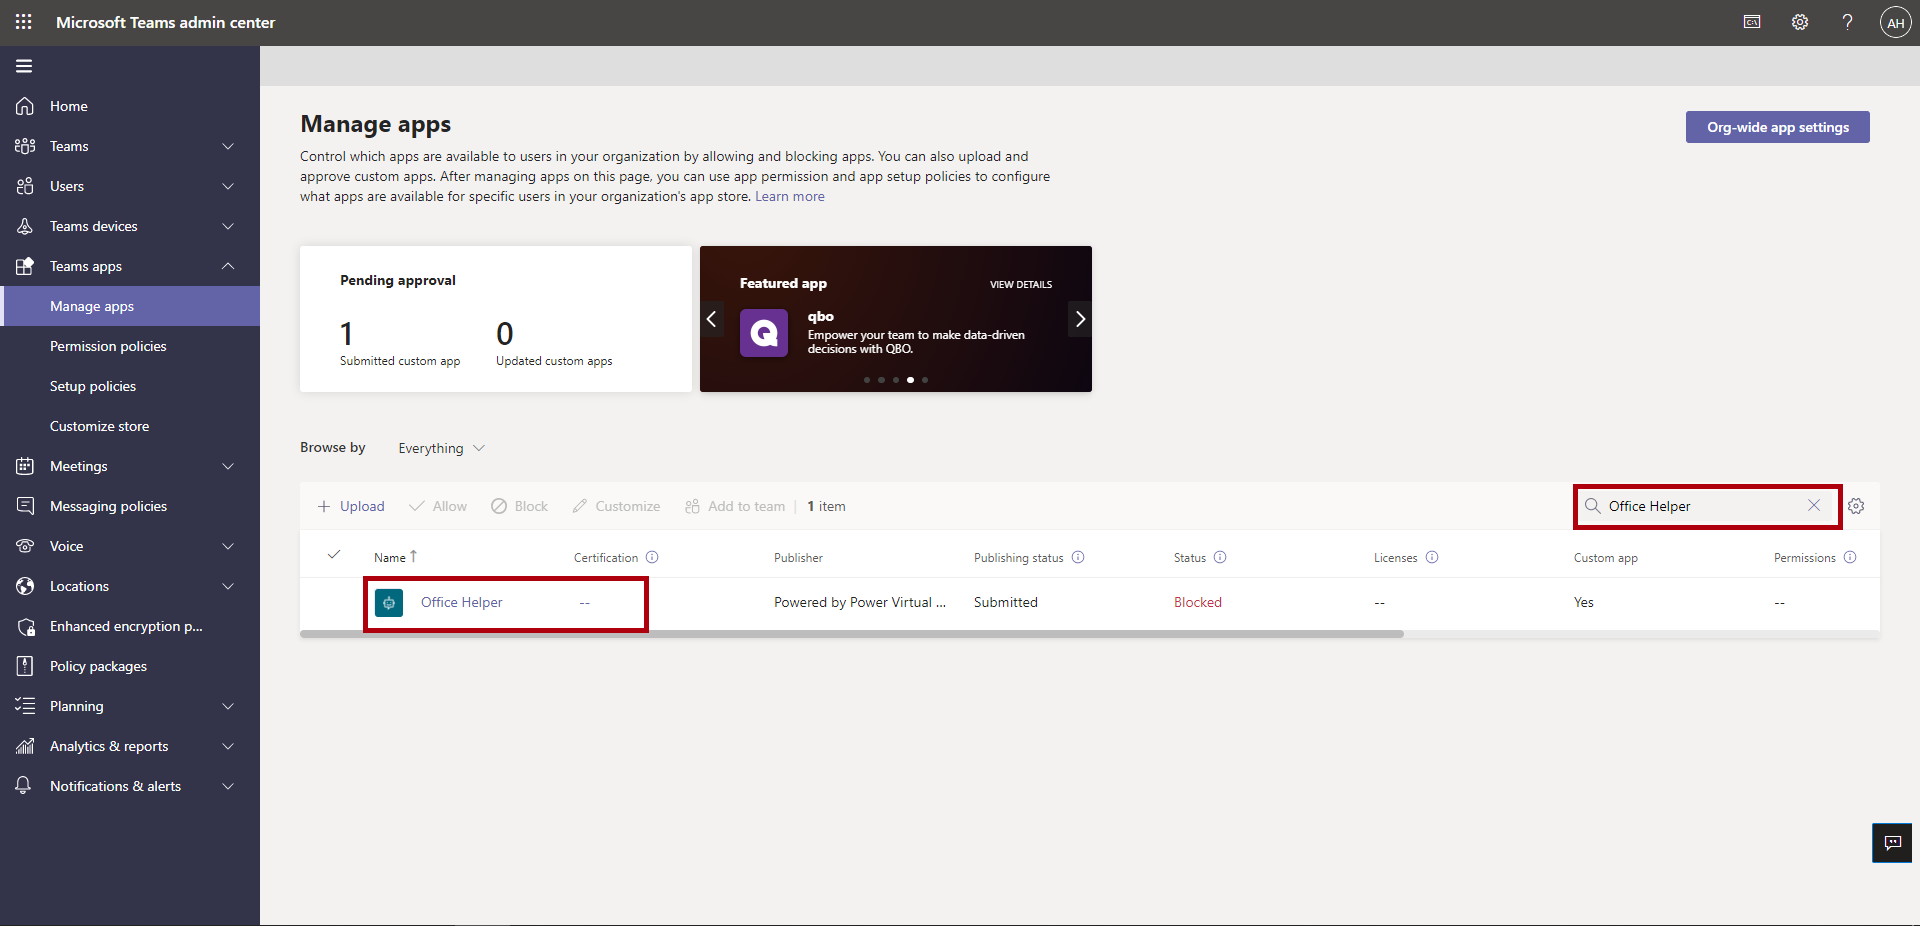 Microsoft Teams admin center
AH
Home
Teams
Users
Teams devices
Teams apps
Manage apps
Permission policies
Setup policies
Customize store
Meetings
Messaging policies
Voice
Locations
Enhanced encryption p...
Policy packages
Planning
Analytics & reports
Notifications & alerts
Manage apps
Org-wide app settings
Control which apps are available to users in your organization by allowing and blocking apps. You can also upload and
approve custom apps. After managing apps on this page, you can use app permission and app setup policies to configure
what apps are available for specific users in your organization's app store. Learn more
Pending approval
1
Submitted custom app
0
Updated custom apps
Featured app
VIEW DETAILS
qbo
Empower your team to make data-driven
decisions with QBO.
Browse by Everything
Upload Allow Block Customize Add to team 1 item
Office Helper
Name Certification Publisher Publishing status Status Licenses Custom app Permissions
Office Helper -- Powered by Power Virtual ... Submitted Blocked -- Yes --